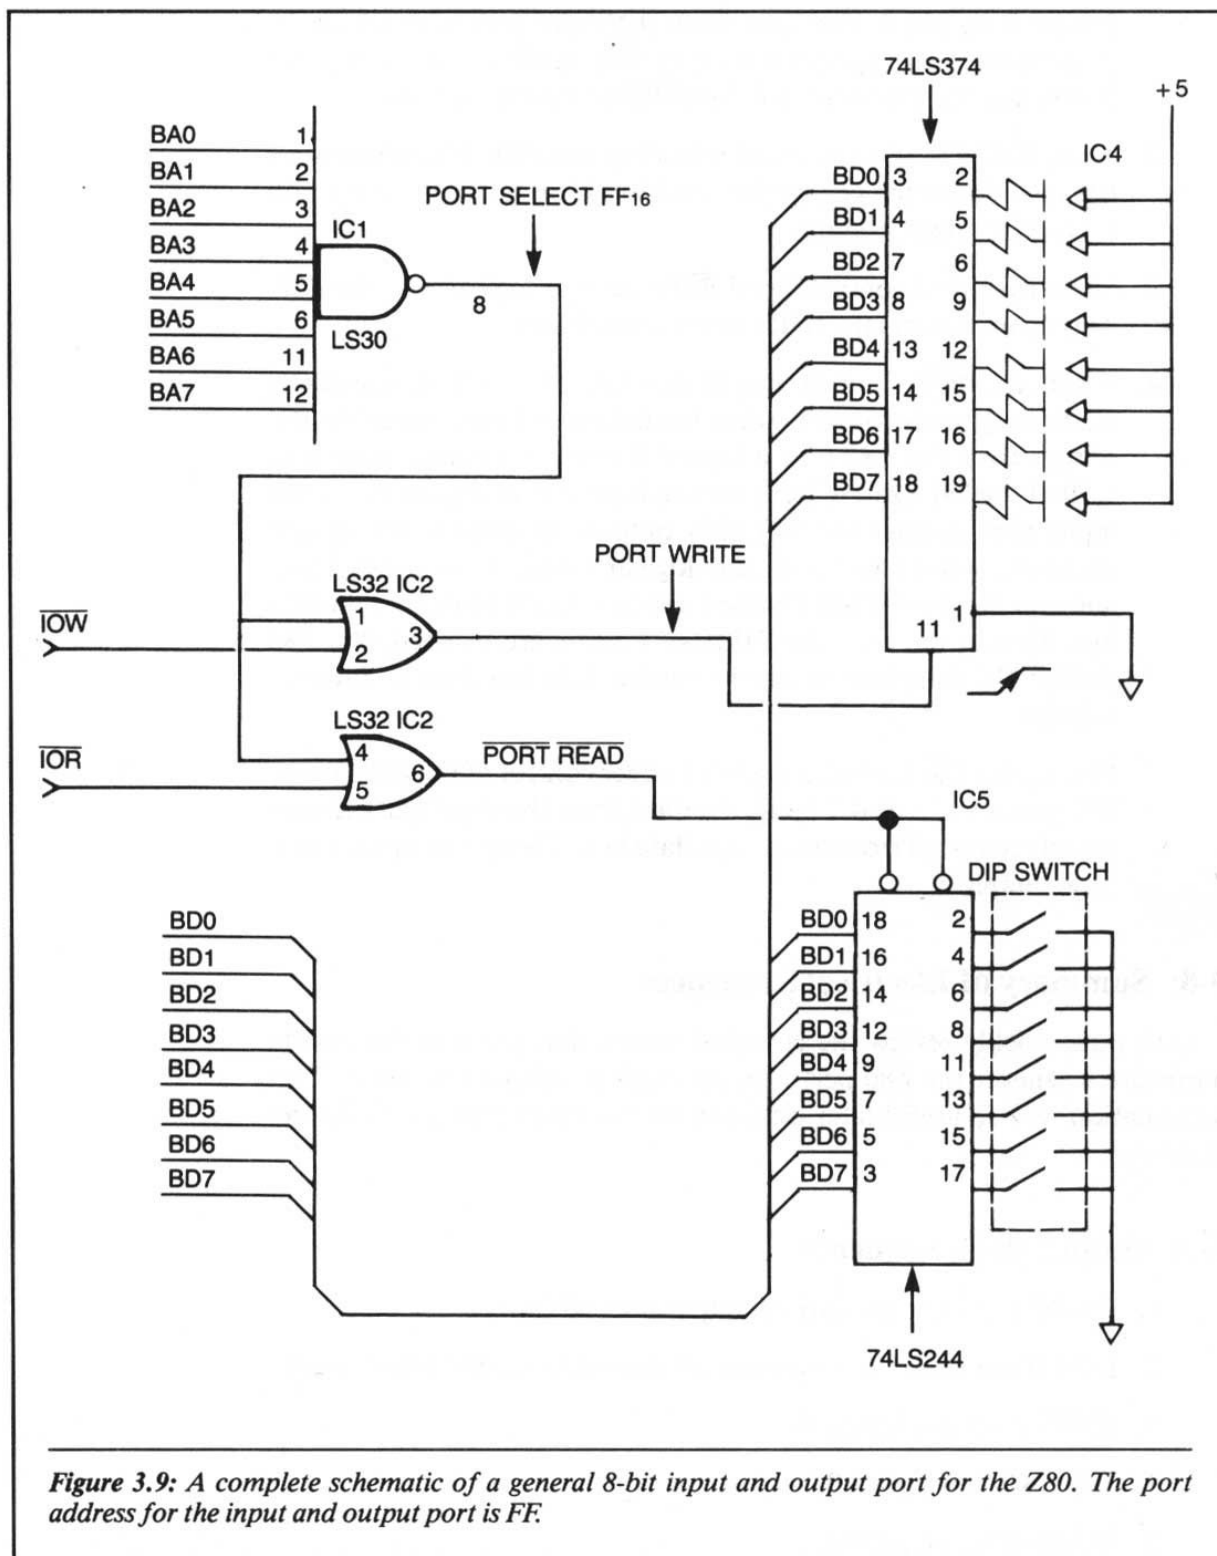 74LS374
+5
IC4
BA0 1
BA1 2
BA2 3
BA3 4
BA4 5
BA5 6
BA6 11
BA7 12
IC1
LS30
8
PORT SELECT FF16
BD0 3 2
BD1 4 5
BD2 7 6
BD3 8 9
BD4 13 12
BD5 14 15
BD6 17 16
BD7 18 19
11 1
PORT WRITE
LS32 IC2
IOW
1
2
3
LS32 IC2
IOR
4
5
6
PORT READ
IC5
DIP SWITCH
BD0
BD1
BD2
BD3
BD4
BD5
BD6
BD7
BD0 18 2
BD1 16 4
BD2 14 6
BD3 12 8
BD4 9 11
BD5 7 13
BD6 5 15
BD7 3 17
74LS244
Figure 3.9: A complete schematic of a general 8-bit input and output port for the Z80. The port
address for the input and output port is FF.